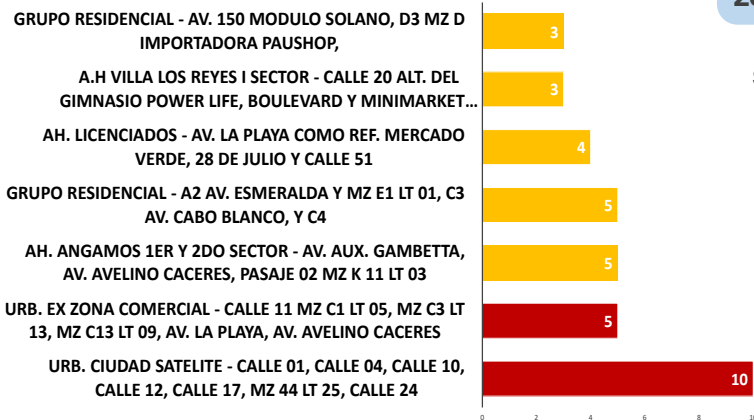 GRUPO RESIDENCIAL - AV. 150 MODULO SOLANO, D3 MZ D
IMPORTADORA PAUSHOP,
3
A.H VILLA LOS REYES I SECTOR - CALLE 20 ALT. DEL
GIMNASIO POWER LIFE, BOULEVARD Y MINIMARKET...
3
AH. LICENCIADOS - AV. LA PLAYA COMO REF. MERCADO
VERDE, 28 DE JULIO Y CALLE 51
4
GRUPO RESIDENCIAL - A2 AV. ESMERALDA Y MZ E1 LT 01, C3
AV. CABO BLANCO, Y C4
5
AH. ANGAMOS 1ER Y 2DO SECTOR - AV. AUX. GAMBETTA,
AV. AVELINO CACERES, PASAJE 02 MZ K 11 LT 03
5
URB. EX ZONA COMERCIAL - CALLE 11 MZ C1 LT 05, MZ C3 LT
13, MZ C13 LT 09, AV. LA PLAYA, AV. AVELINO CACERES
5
URB. CIUDAD SATELITE - CALLE 01, CALLE 04, CALLE 10,
CALLE 12, CALLE 17, MZ 44 LT 25, CALLE 24
10
0 2 4 6 8